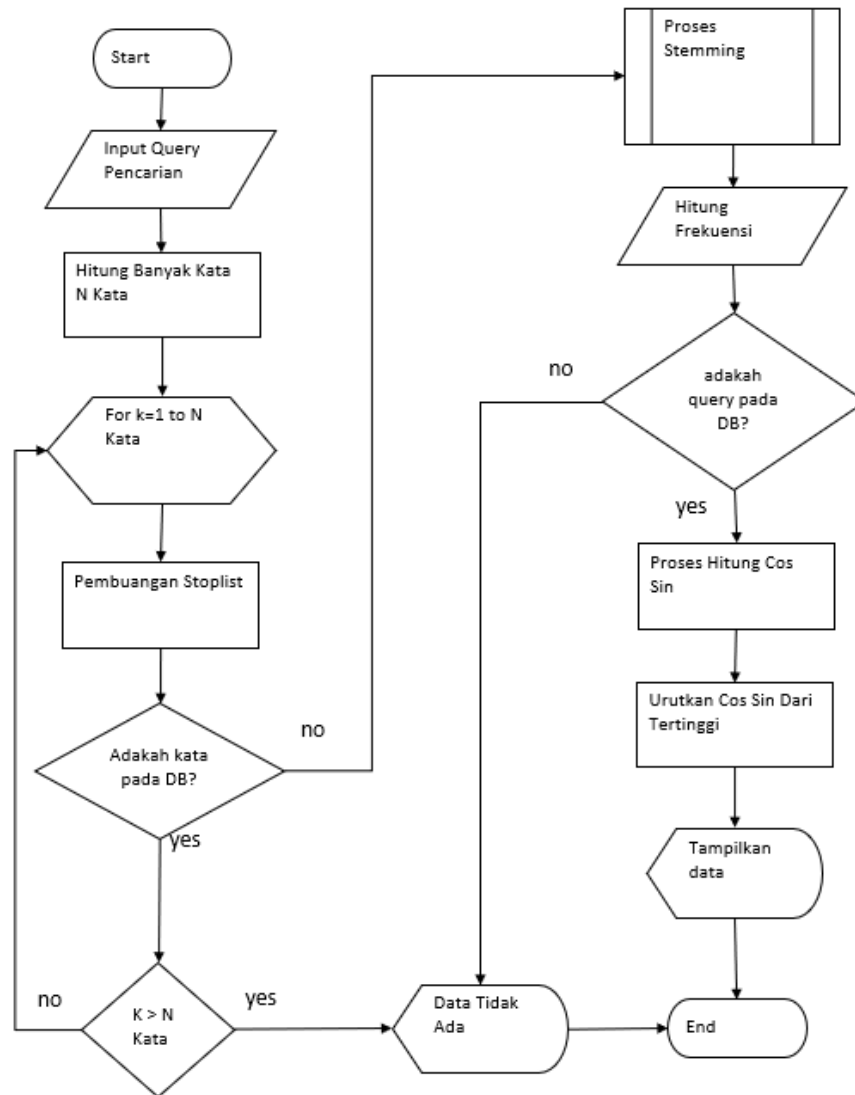 Start
Input Query
Pencarian
Hitung Banyak Kata
N Kata
For k=1 to N
Kata
Pembuangan Stoplist
Adakah kata
pada DB?
no
yes
K > N
Kata
no
yes
Proses
Stemming
Hitung
Frekuensi
adakah
query pada
DB?
no
yes
Proses Hitung Cos
Sin
Urutkan Cos Sin Dari
Tertinggi
Tampilkan
data
Data Tidak
Ada
End